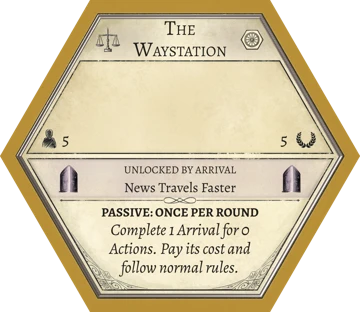 THE
WAYSTATION
5 5
UNLOCKED BY ARRIVAL
News Travels Faster
PASSIVE: ONCE PER ROUND
Complete 1 Arrival for 0
Actions. Pay its cost and
follow normal rules.